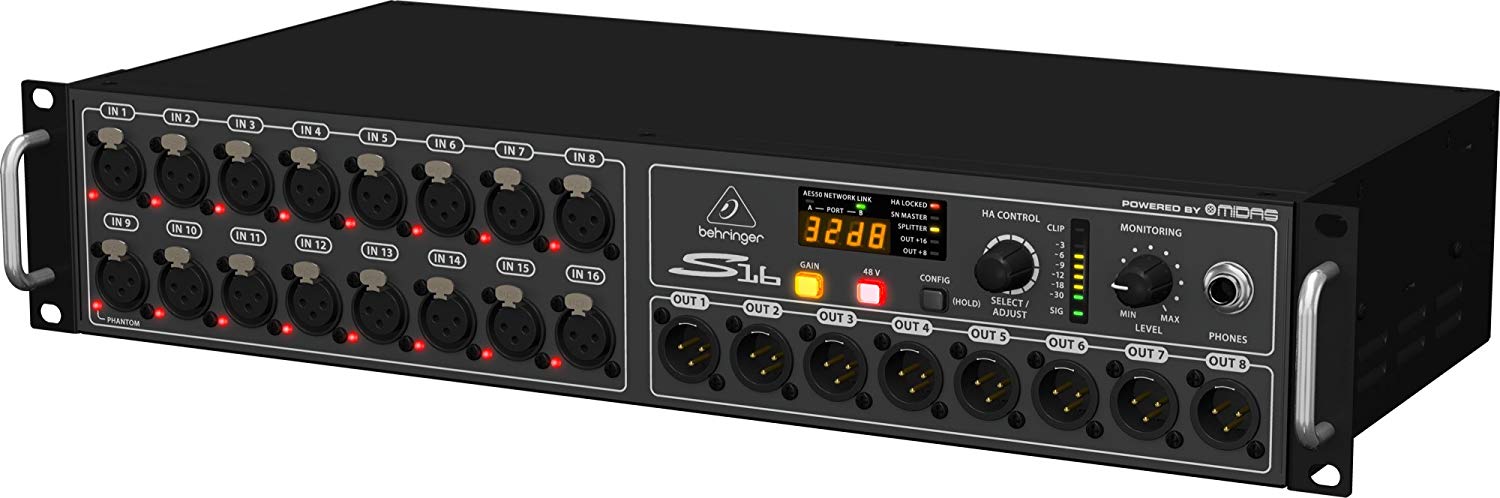 IN 1 IN 2 IN 3 IN 4 IN 5 IN 6 IN 7 IN 8
IN 9 IN 10 IN 11 IN 12 IN 13 IN 14 IN 15 IN 16
PHANTOM
behringer
S16
AES50 NETWORK LINK
A — PORT — B
32dB
HA LOCKED
SN MASTER
SPLITTER
OUT +16
OUT +8
GAIN
48 V
CONFIG
(HOLD)
HA CONTROL
SELECT /
ADJUST
CLIP
-3
-6
-9
-12
-18
-30
SIG
POWERED BY MIDAS
MONITORING
MIN MAX
LEVEL
PHONES
OUT 1 OUT 2 OUT 3 OUT 4 OUT 5 OUT 6 OUT 7 OUT 8